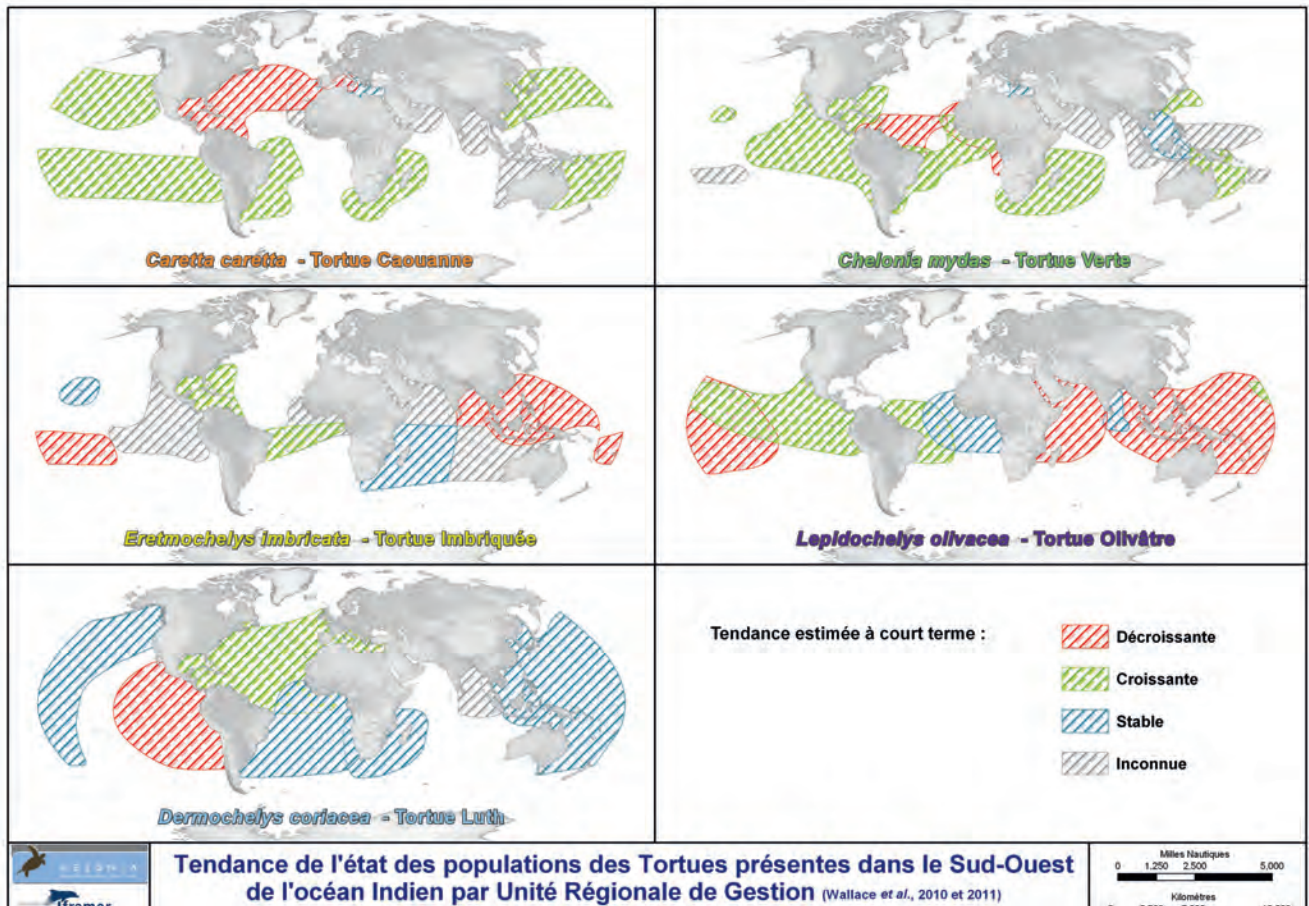 Caretta carétta - Tortue Caouanne
Chelonia mydas - Tortue Verte
Eretmochelys imbricata - Tortue Imbriquée
Lepidochelys olivacea - Tortue Olivâtre
Dermochelys coriacea - Tortue Luth
Tendance estimée à court terme :
Décroissante
Croissante
Stable
Inconnue
Tendance de l'état des populations des Tortues présentes dans le Sud-Ouest
de l'océan Indien par Unité Régionale de Gestion (Wallace et al., 2010 et 2011)
Milles Nautiques
0 1.250 2.500 5.000
Kilomètres